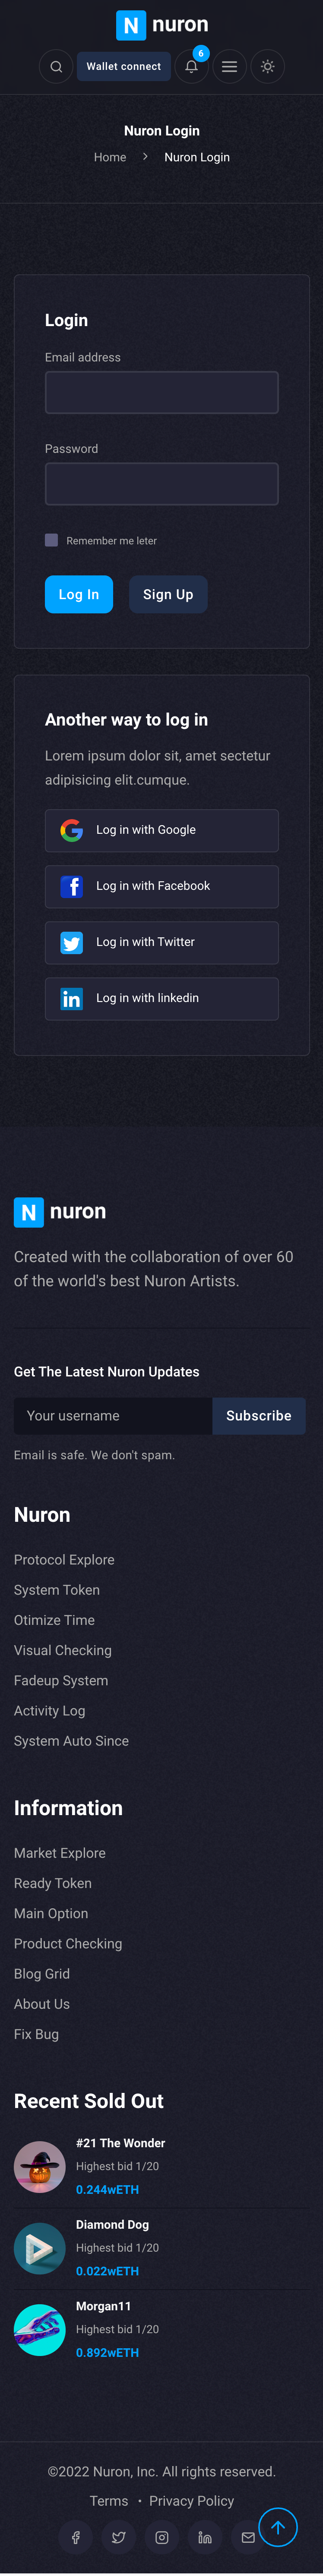 N nuron
Wallet connect
6
Nuron Login
Home
Nuron Login
Login
Email address
Password
Remember me leter
Log In
Sign Up
Another way to log in
Lorem ipsum dolor sit, amet sectetur
adipisicing elit.cumque.
Log in with Google
Log in with Facebook
Log in with Twitter
Log in with linkedin
N nuron
Created with the collaboration of over 60
of the world's best Nuron Artists.
Get The Latest Nuron Updates
Your username
Subscribe
Email is safe. We don't spam.
Nuron
Protocol Explore
System Token
Otimize Time
Visual Checking
Fadeup System
Activity Log
System Auto Since
Information
Market Explore
Ready Token
Main Option
Product Checking
Blog Grid
About Us
Fix Bug
Recent Sold Out
#21 The Wonder
Highest bid 1/20
0.244wETH
Diamond Dog
Highest bid 1/20
0.022wETH
Morgan11
Highest bid 1/20
0.892wETH
©2022 Nuron, Inc. All rights reserved.
Terms • Privacy Policy